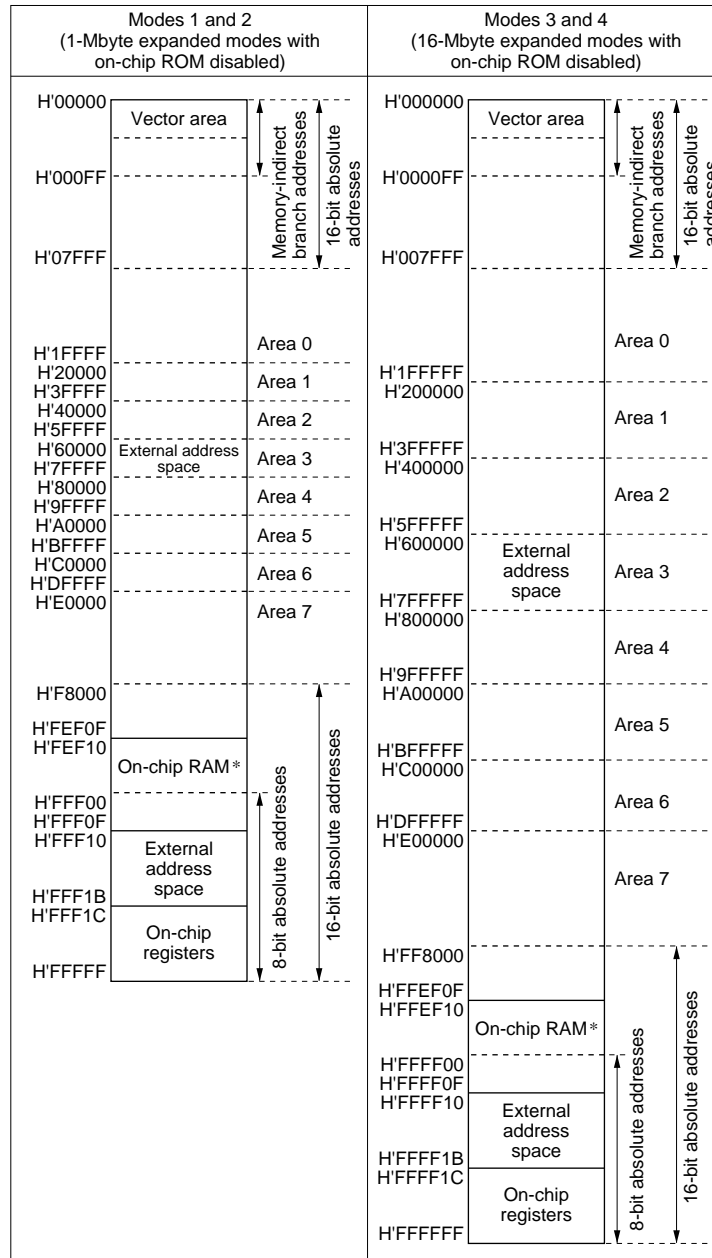 Modes 1 and 2
(1-Mbyte expanded modes with
on-chip ROM disabled)
H'00000
Vector area
H'000FF
H'07FFF
Memory-indirect
branch addresses
16-bit absolute
addresses
H'1FFFF
Area 0
H'20000
H'3FFFF
Area 1
H'40000
H'5FFFF
Area 2
H'60000
H'7FFFF
External address
space
Area 3
H'80000
H'9FFFF
Area 4
H'A0000
H'BFFFF
Area 5
H'C0000
H'DFFFF
Area 6
H'E0000
Area 7
H'F8000
H'FEF0F
H'FEF10
On-chip RAM*
H'FFF00
H'FFF0F
H'FFF10
External
address
space
H'FFF1B
H'FFF1C
On-chip
registers
H'FFFFF
8-bit absolute addresses
16-bit absolute addresses
Modes 3 and 4
(16-Mbyte expanded modes with
on-chip ROM disabled)
H'000000
Vector area
H'0000FF
H'007FFF
Memory-indirect
branch addresses
16-bit absolute
addresses
Area 0
H'1FFFFF
H'200000
Area 1
H'3FFFFF
H'400000
Area 2
H'5FFFFF
H'600000
External
address
space
Area 3
H'7FFFFF
H'800000
Area 4
H'9FFFFF
H'A00000
Area 5
H'BFFFFF
H'C00000
Area 6
H'DFFFFF
H'E00000
Area 7
H'FF8000
H'FFEF0F
H'FFEF10
On-chip RAM*
H'FFFF00
H'FFFF0F
H'FFFF10
External
address
space
H'FFFF1B
H'FFFF1C
On-chip
registers
H'FFFFFF
8-bit absolute addresses
16-bit absolute addresses